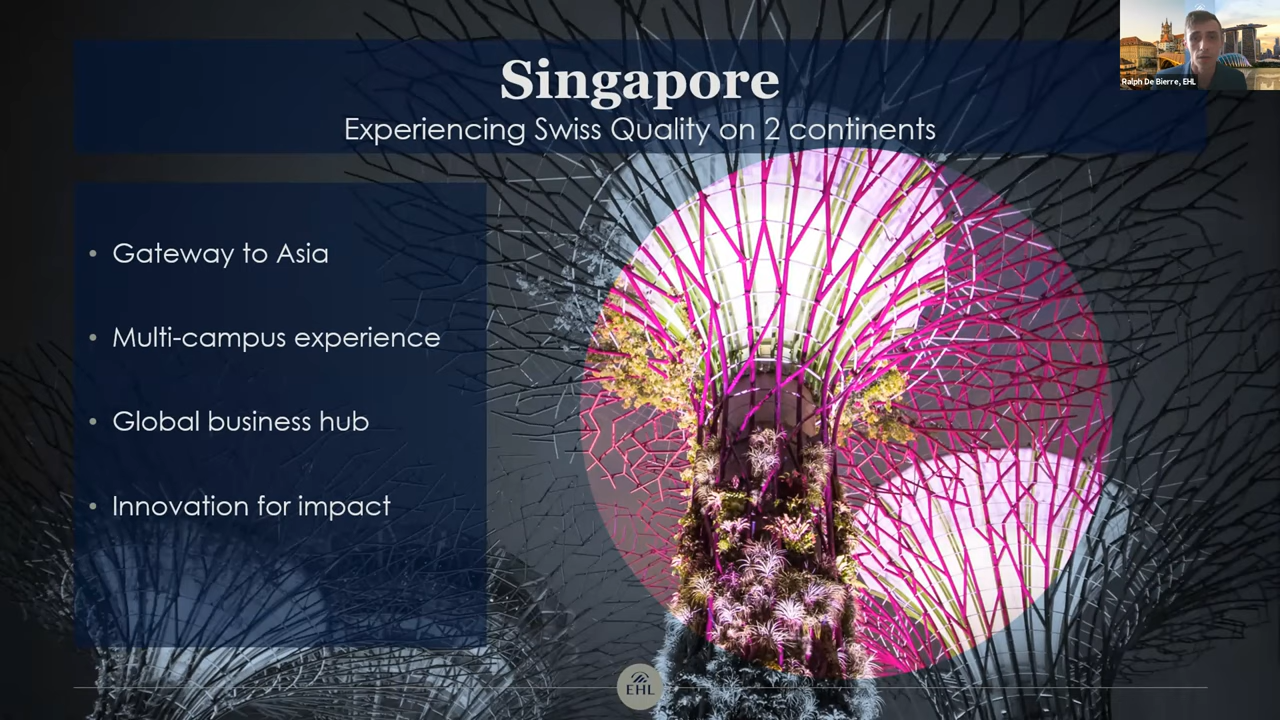 Singapore
Experiencing Swiss Quality on 2 continents
Ralph De Bierre, EHL
• Gateway to Asia
• Multi-campus experience
• Global business hub
• Innovation for impact
EHL